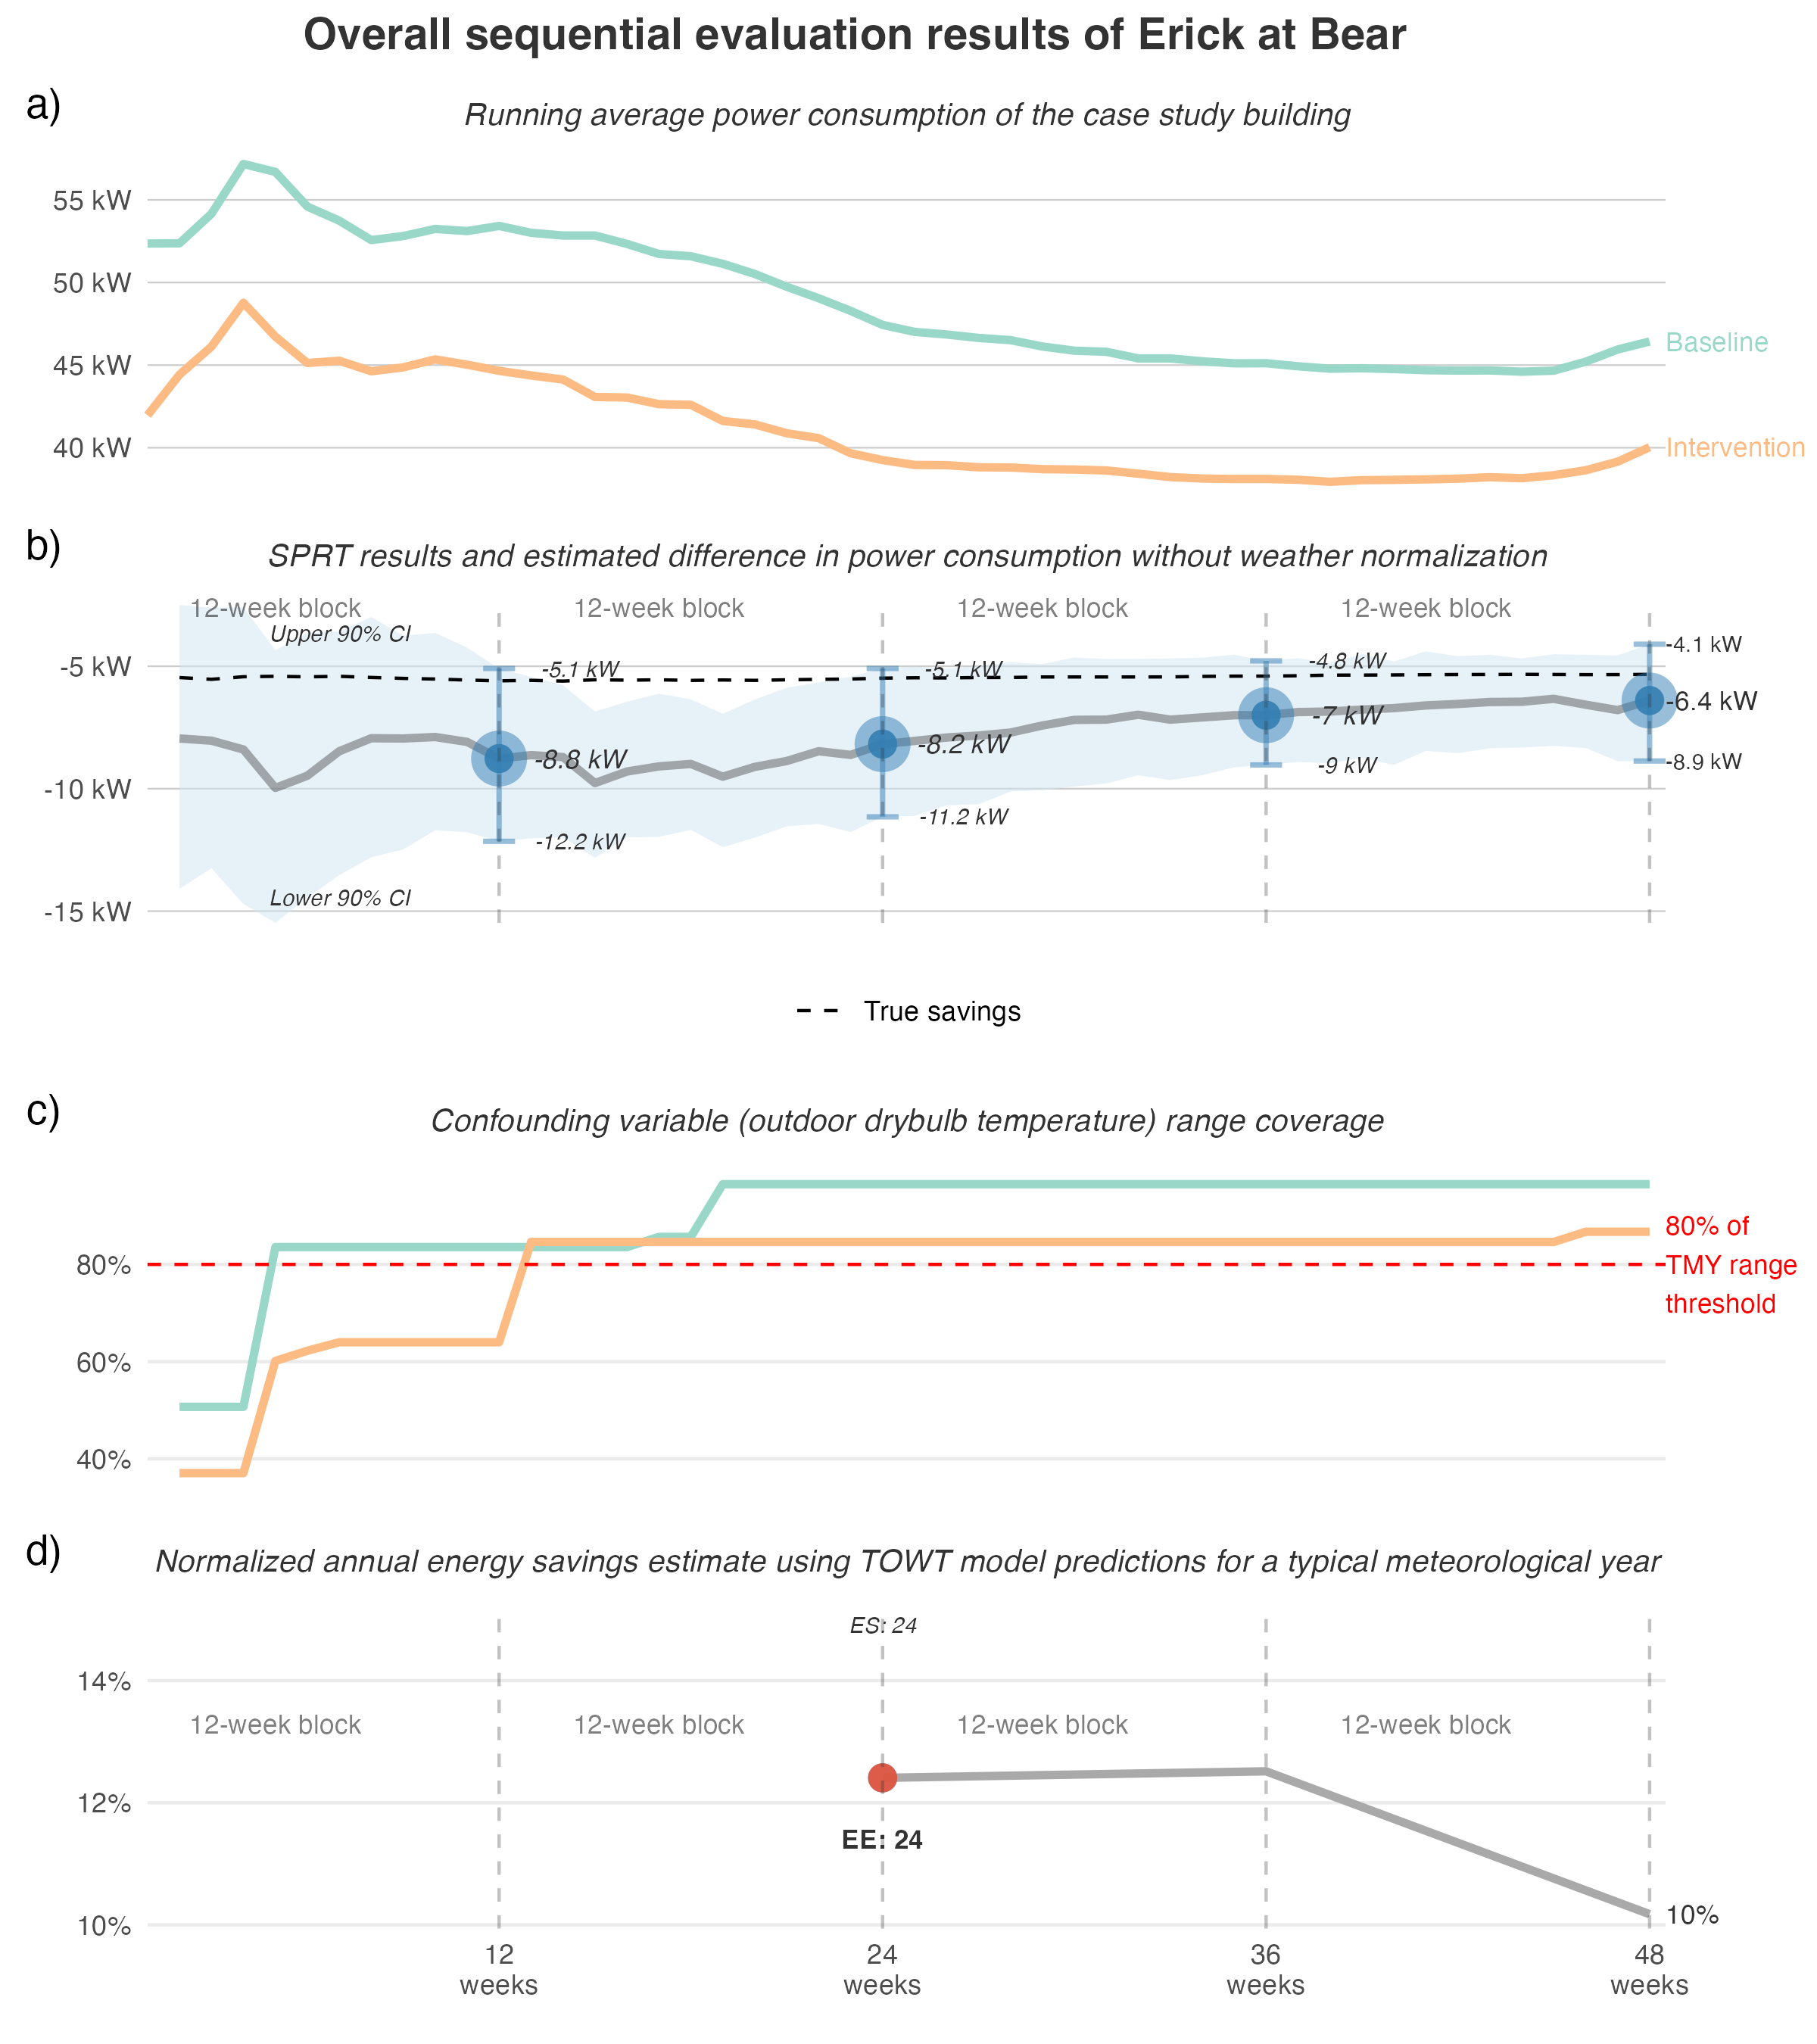 Overall sequential evaluation results of Erick at Bear
a)
Running average power consumption of the case study building
55 kW
50 kW
45 kW
40 kW
Baseline
Intervention
b)
SPRT results and estimated difference in power consumption without weather normalization
12-week block
12-week block
12-week block
12-week block
Upper 90% CI
Lower 90% CI
-5 kW
-10 kW
-15 kW
-5.1 kW
-8.8 kW
-12.2 kW
-5.1 kW
-8.2 kW
-11.2 kW
-4.8 kW
-7 kW
-9 kW
-4.1 kW
-6.4 kW
-8.9 kW
True savings
c)
Confounding variable (outdoor drybulb temperature) range coverage
80%
60%
40%
80% of
TMY range
threshold
d)
Normalized annual energy savings estimate using TOWT model predictions for a typical meteorological year
ES: 24
14%
12-week block
12-week block
12-week block
12-week block
12%
EE: 24
10%
10%
12
weeks
24
weeks
36
weeks
48
weeks